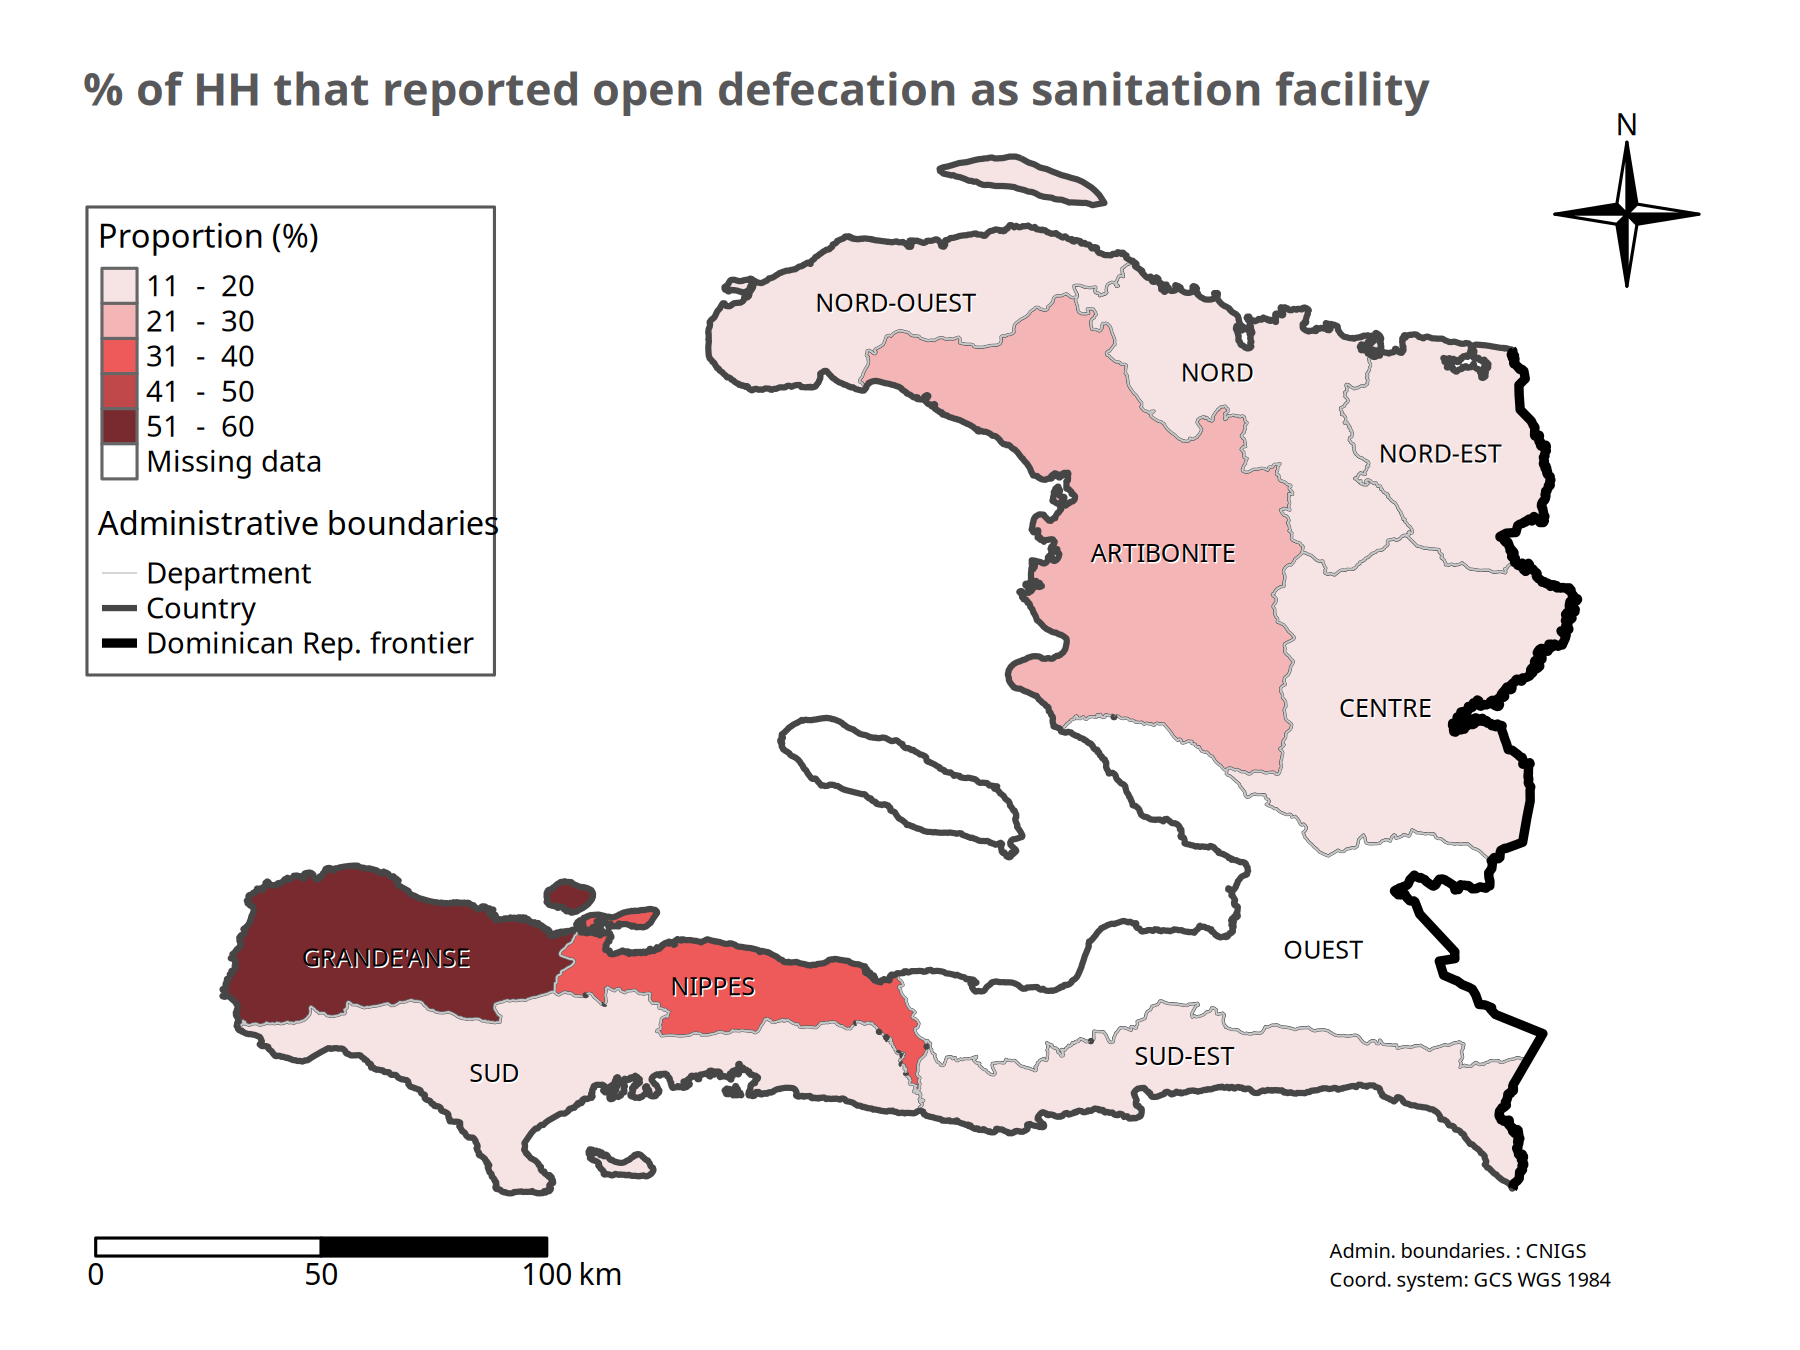 % of HH that reported open defecation as sanitation facility
N
Proportion (%)
11 - 20
21 - 30
31 - 40
41 - 50
51 - 60
Missing data
Administrative boundaries
Department
Country
Dominican Rep. frontier
NORD-OUEST
NORD
NORD-EST
ARTIBONITE
CENTRE
OUEST
GRANDE'ANSE
NIPPES
SUD-EST
SUD
0 50 100 km
Admin. boundaries. : CNIGS
Coord. system: GCS WGS 1984